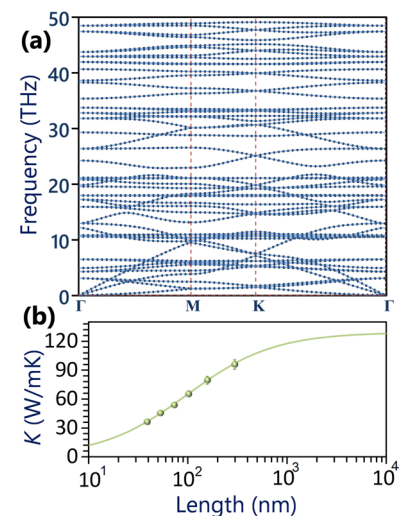 (a)
50
40
30
20
10
0
Frequency (THz)
Γ M K Γ
(b)
120
90
60
30
0
K (W/mK)
10¹ 10² 10³ 10⁴
Length (nm)